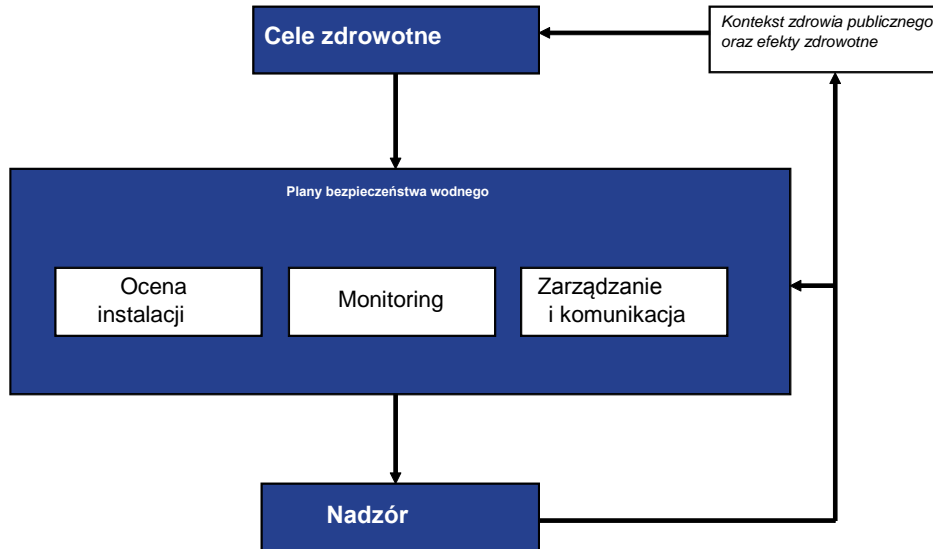 Cele zdrowotne
Kontekst zdrowia publicznego
oraz efekty zdrowotne
Plany bezpieczeństwa wodnego
Ocena
instalacji
Monitoring
Zarządzanie
i komunikacja
Nadzór